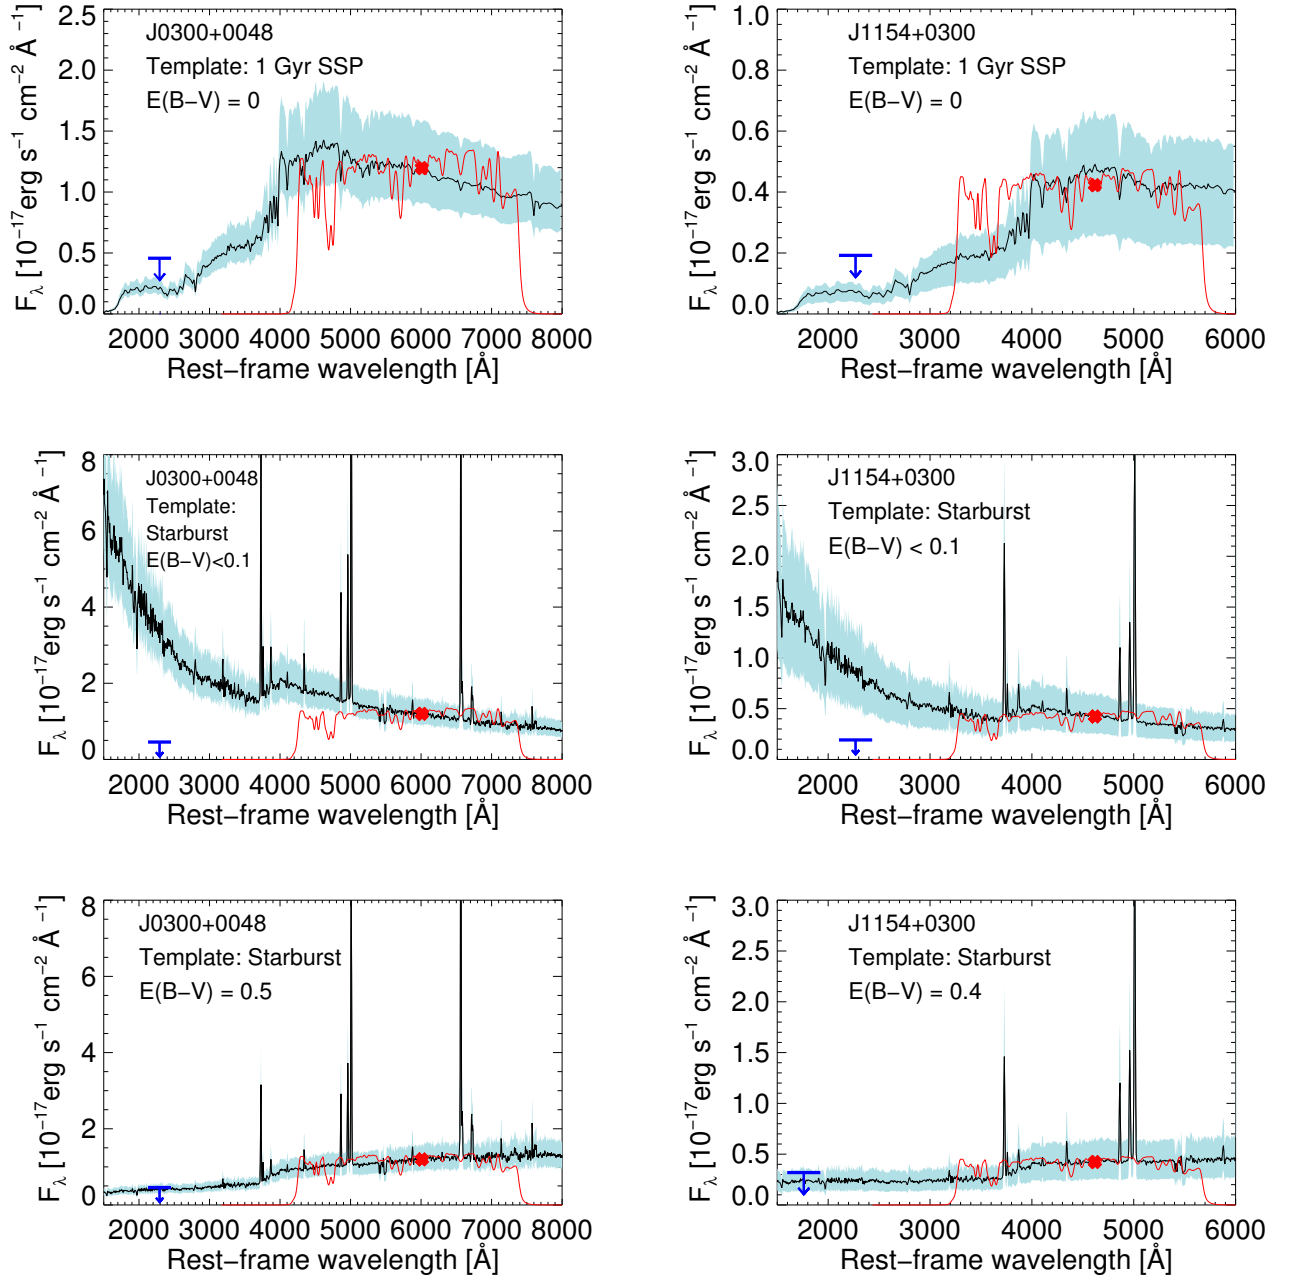 J0300+0048
Template: 1 Gyr SSP
E(B−V) = 0
F λ [10 −17 erg s −1 cm −2 Å −1 ]
2.5
2.0
1.5
1.0
0.5
0.0
2000 3000 4000 5000 6000 7000 8000
Rest−frame wavelength [Å]
J1154+0300
Template: 1 Gyr SSP
E(B−V) = 0
F λ [10 −17 erg s −1 cm −2 Å −1 ]
1.0
0.8
0.6
0.4
0.2
0.0
2000 3000 4000 5000 6000
Rest−frame wavelength [Å]
J0300+0048
Template:
Starburst
E(B−V)<0.1
F λ [10 −17 erg s −1 cm −2 Å −1 ]
8
6
4
2
0
2000 3000 4000 5000 6000 7000 8000
Rest−frame wavelength [Å]
J1154+0300
Template: Starburst
E(B−V) < 0.1
F λ [10 −17 erg s −1 cm −2 Å −1 ]
3.0
2.5
2.0
1.5
1.0
0.5
0.0
2000 3000 4000 5000 6000
Rest−frame wavelength [Å]
J0300+0048
Template: Starburst
E(B−V) = 0.5
F λ [10 −17 erg s −1 cm −2 Å −1 ]
8
6
4
2
0
2000 3000 4000 5000 6000 7000 8000
Rest−frame wavelength [Å]
J1154+0300
Template: Starburst
E(B−V) = 0.4
F λ [10 −17 erg s −1 cm −2 Å −1 ]
3.0
2.5
2.0
1.5
1.0
0.5
0.0
2000 3000 4000 5000 6000
Rest−frame wavelength [Å]